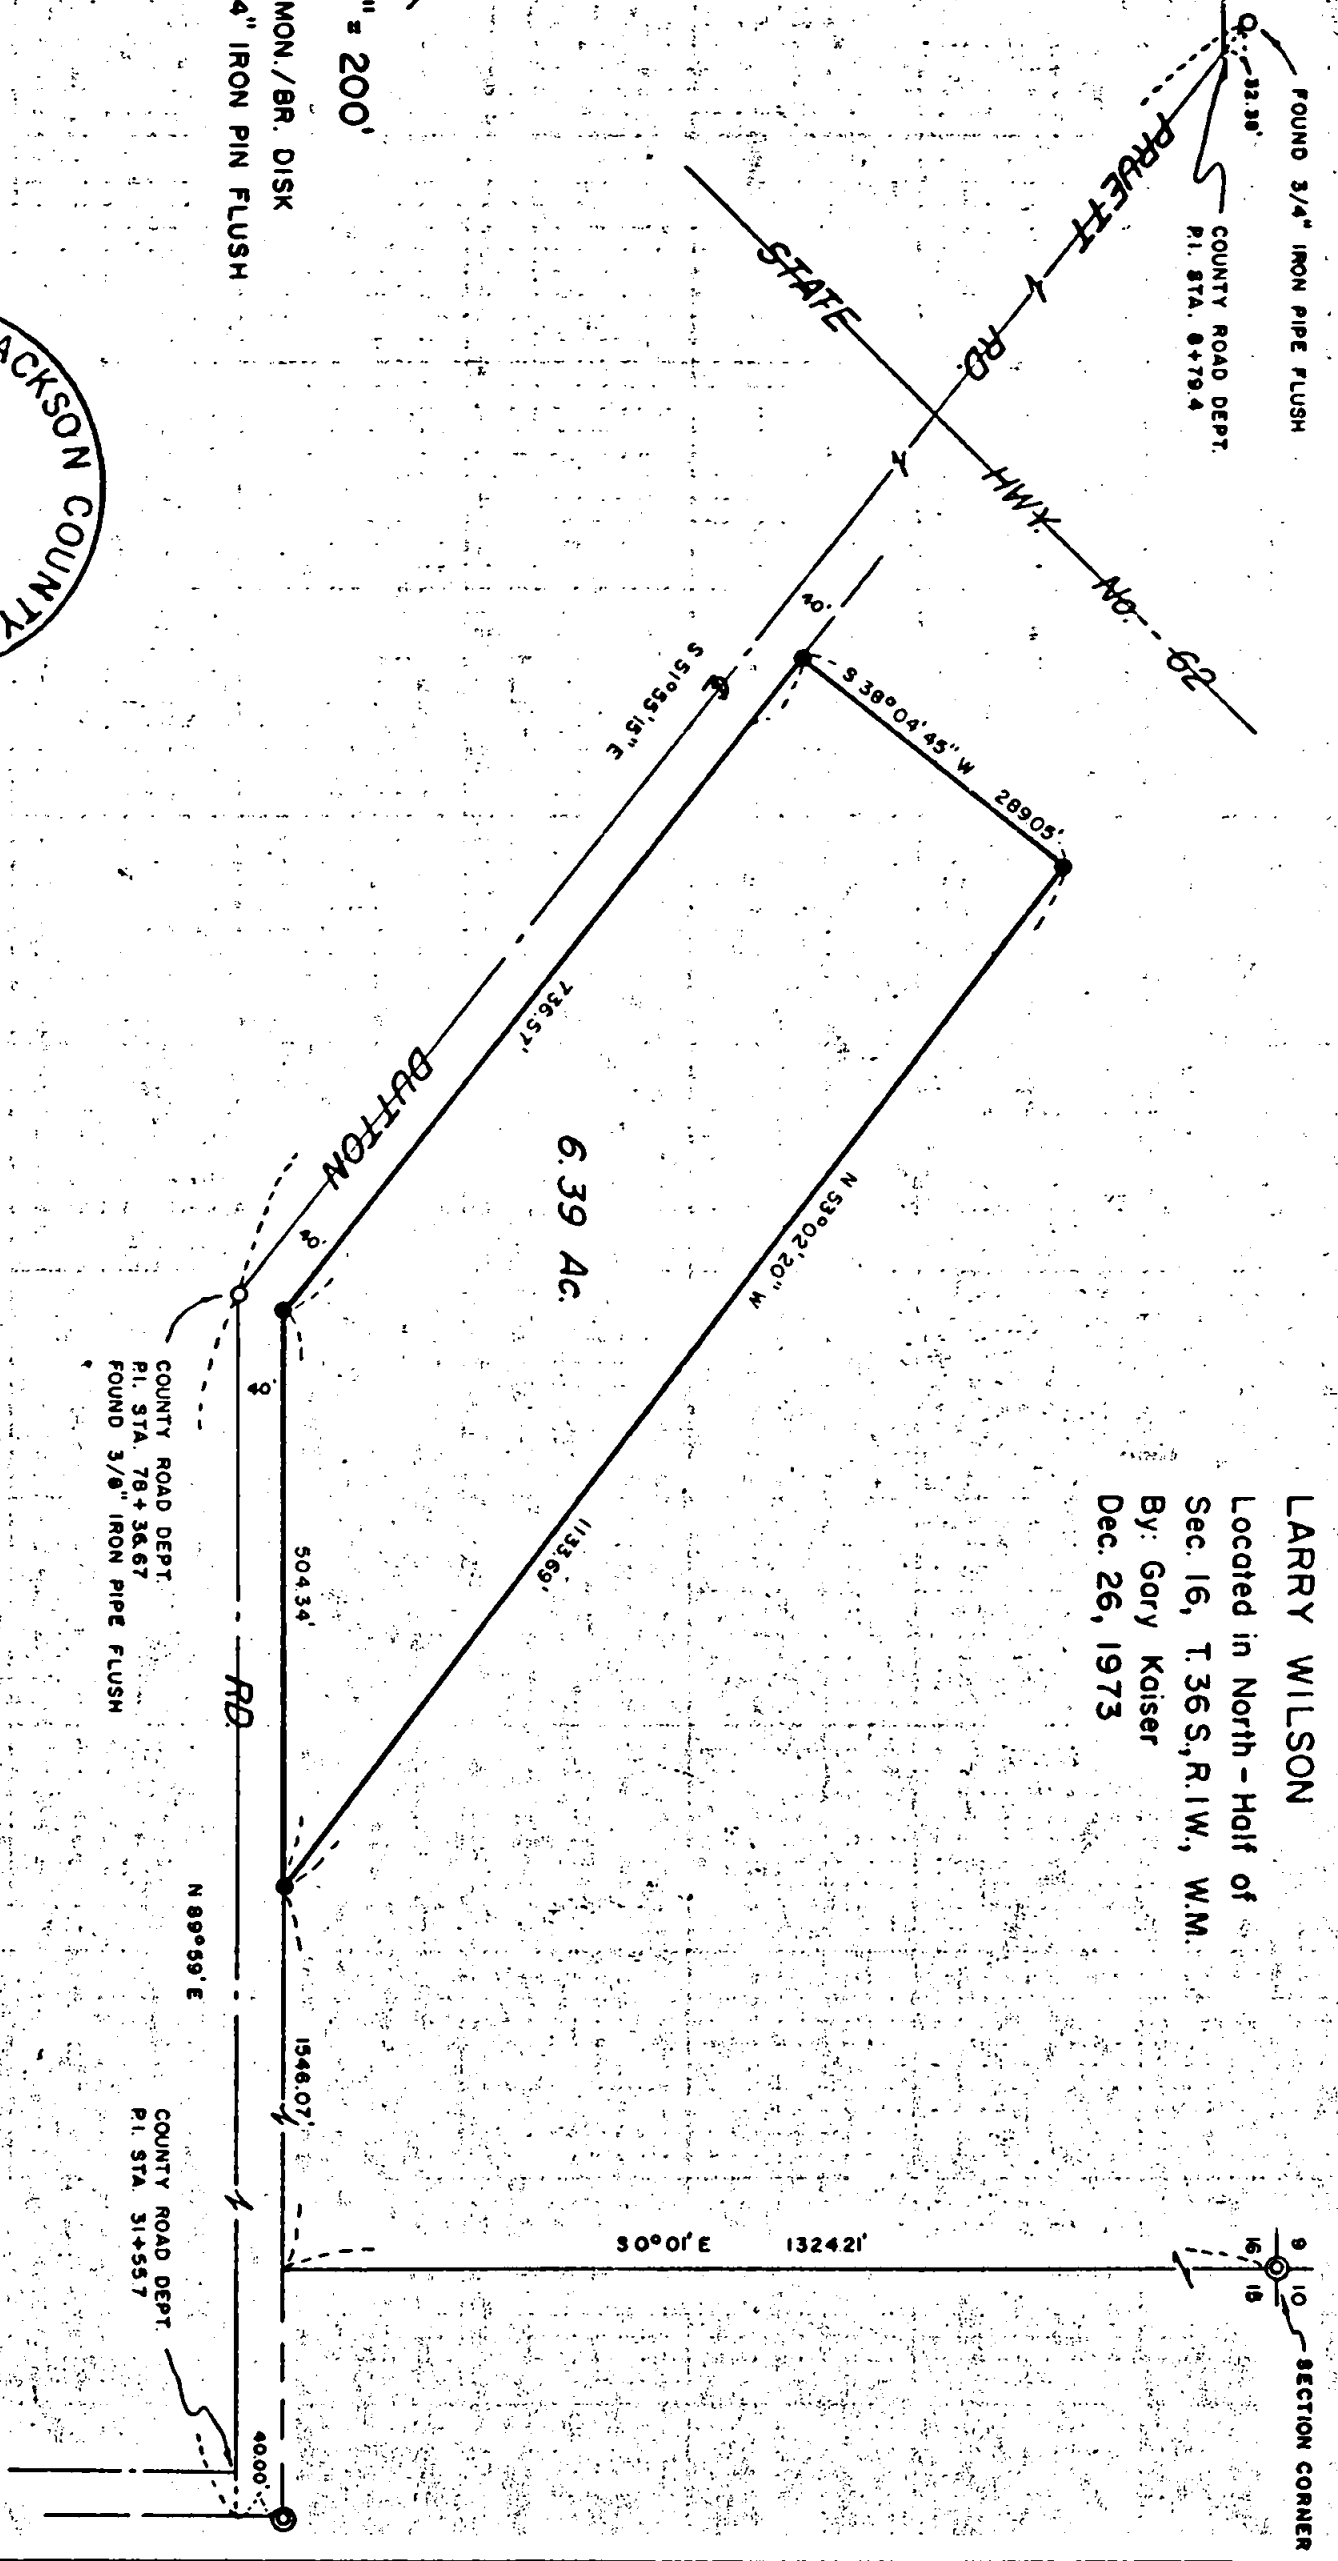 LARRY WILSON
Located in North - Half of
Sec. 16, T.36 S., R.1 W., W.M.
By: Gary Kaiser
Dec. 26, 1973
FOUND 3/4" IRON PIPE FLUSH
32.38'
COUNTY ROAD DEPT.
P.I. STA. 8+79.4
PRUETT RD.
STATE HWY. NO. 62
40'
S 38°04'45" W 289.05'
S 51°55'15" E
736.57'
N 53°02'20" W
1133.69'
6.39 Ac.
DUTTON RD.
40'
40'
COUNTY ROAD DEPT.
P.I. STA. 78+36.67
FOUND 3/8" IRON PIPE FLUSH
504.34'
N 89°59' E
1546.07'
COUNTY ROAD DEPT.
P.I. STA. 31+55.7
40.00'
S 0°01' E 1324.21'
9 10
16 15
SECTION CORNER
" = 200'
MON./BR. DISK
4" IRON PIN FLUSH
ACKSON COUNTY